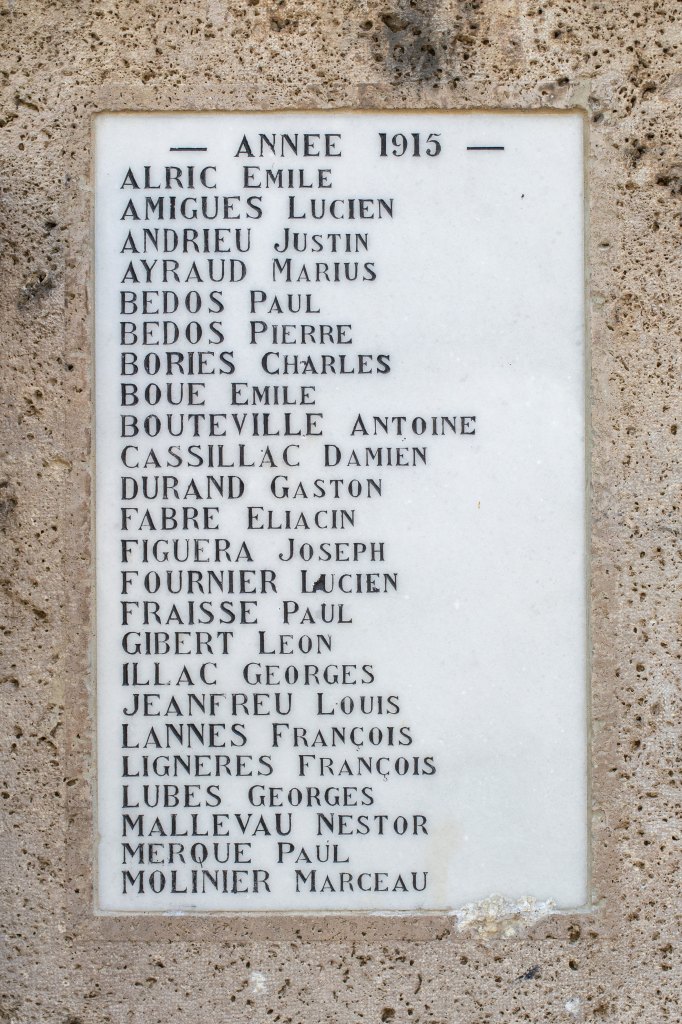 — ANNEE 1915 —
ALRIC EMILE
AMIGUES LUCIEN
ANDRIEU JUSTIN
AYRAUD MARIUS
BEDOS PAUL
BEDOS PIERRE
BORIES CHARLES
BOUE EMILE
BOUTEVILLE ANTOINE
CASSILLAC DAMIEN
DURAND GASTON
FABRE ELIACIN
FIGUERA JOSEPH
FOURNIER LUCIEN
FRAISSE PAUL
GIBERT LEON
ILLAC GEORGES
JEANFREU LOUIS
LANNES FRANÇOIS
LIGNERES FRANÇOIS
LUBES GEORGES
MALLEVAU NESTOR
MERQUE PAUL
MOLINIER MARCEAU